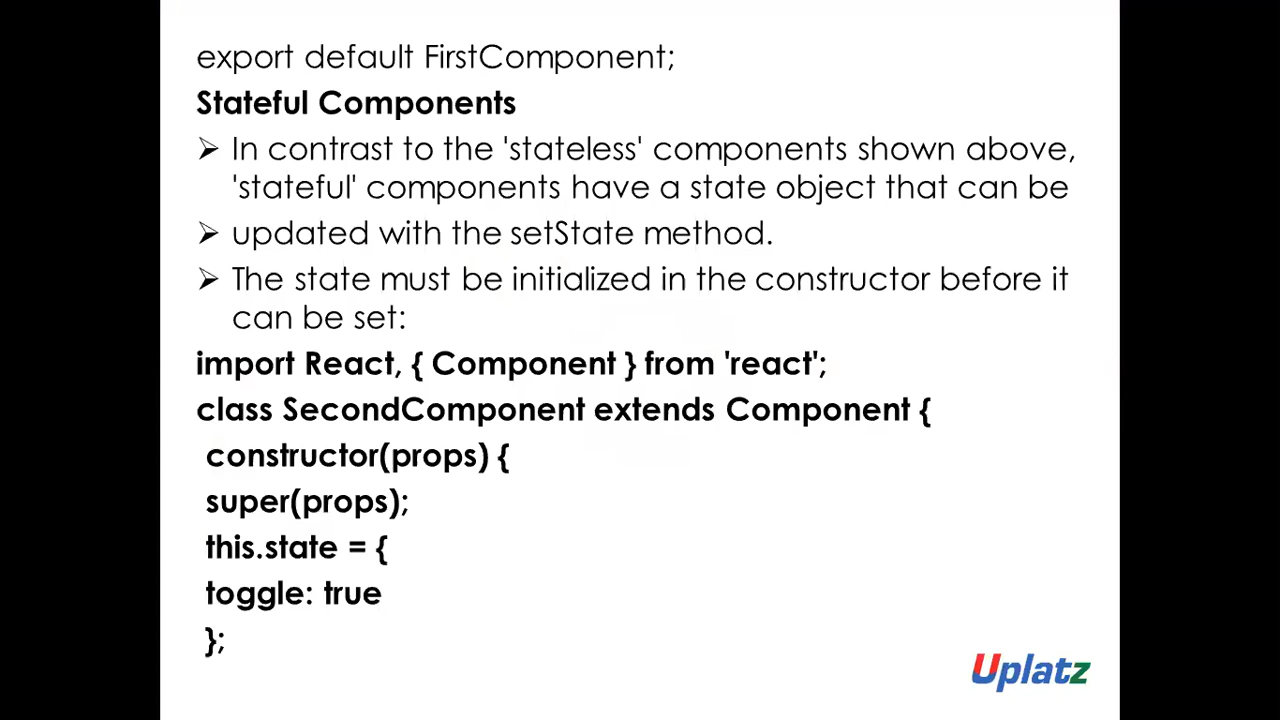 export default FirstComponent;
Stateful Components
➢ In contrast to the 'stateless' components shown above,
'stateful' components have a state object that can be
➢ updated with the setState method.
➢ The state must be initialized in the constructor before it
can be set:
import React, { Component } from 'react';
class SecondComponent extends Component {
constructor(props) {
super(props);
this.state = {
toggle: true
};
Uplatz